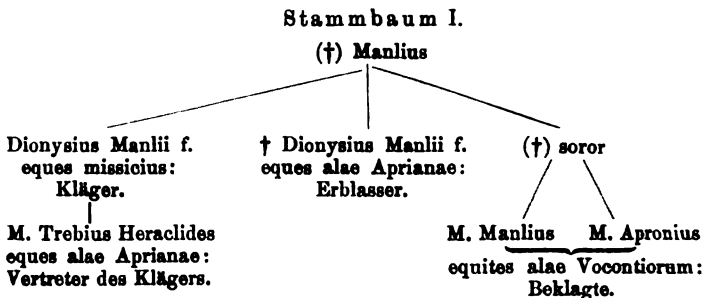 Stammbaum I.
(†) Manlius
Dionysius Manlii f.
eques missicius:
Kläger.
† Dionysius Manlii f.
eques alae Aprianae:
Erblasser.
(†) soror
M. Trebius Heraclides
eques alae Aprianae:
Vertreter des Klägers.
M. Manlius M. Apronius
equites alae Vocontiorum:
Beklagte.